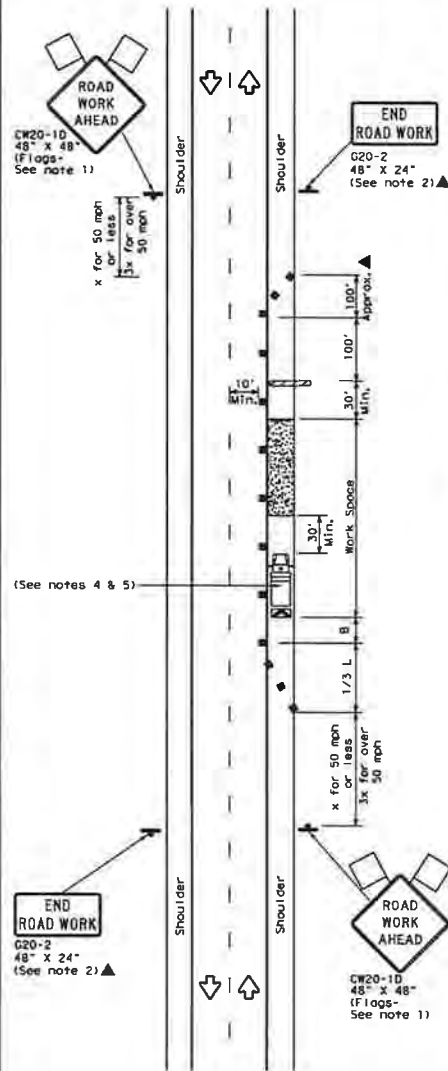 ROAD
WORK
AHEAD
CW20-1D
48" X 48"
(Flags-
See note 1)
Shoulder
Shoulder
END
ROAD WORK
G20-2
48" X 24"
(See note 2)▲
x for 50 mph
or less
3x for over
50 mph
100'
Approx.
▲
100'
10'
Min.
30'
Min.
Work Space
30'
Min.
(See notes 4 & 5)
B
1/3 L
x for 50 mph
or less
3x for over
50 mph
END
ROAD WORK
G20-2
48" X 24"
(See note 2)▲
Shoulder
Shoulder
ROAD
WORK
AHEAD
CW20-1D
48" X 48"
(Flags-
See note 1)